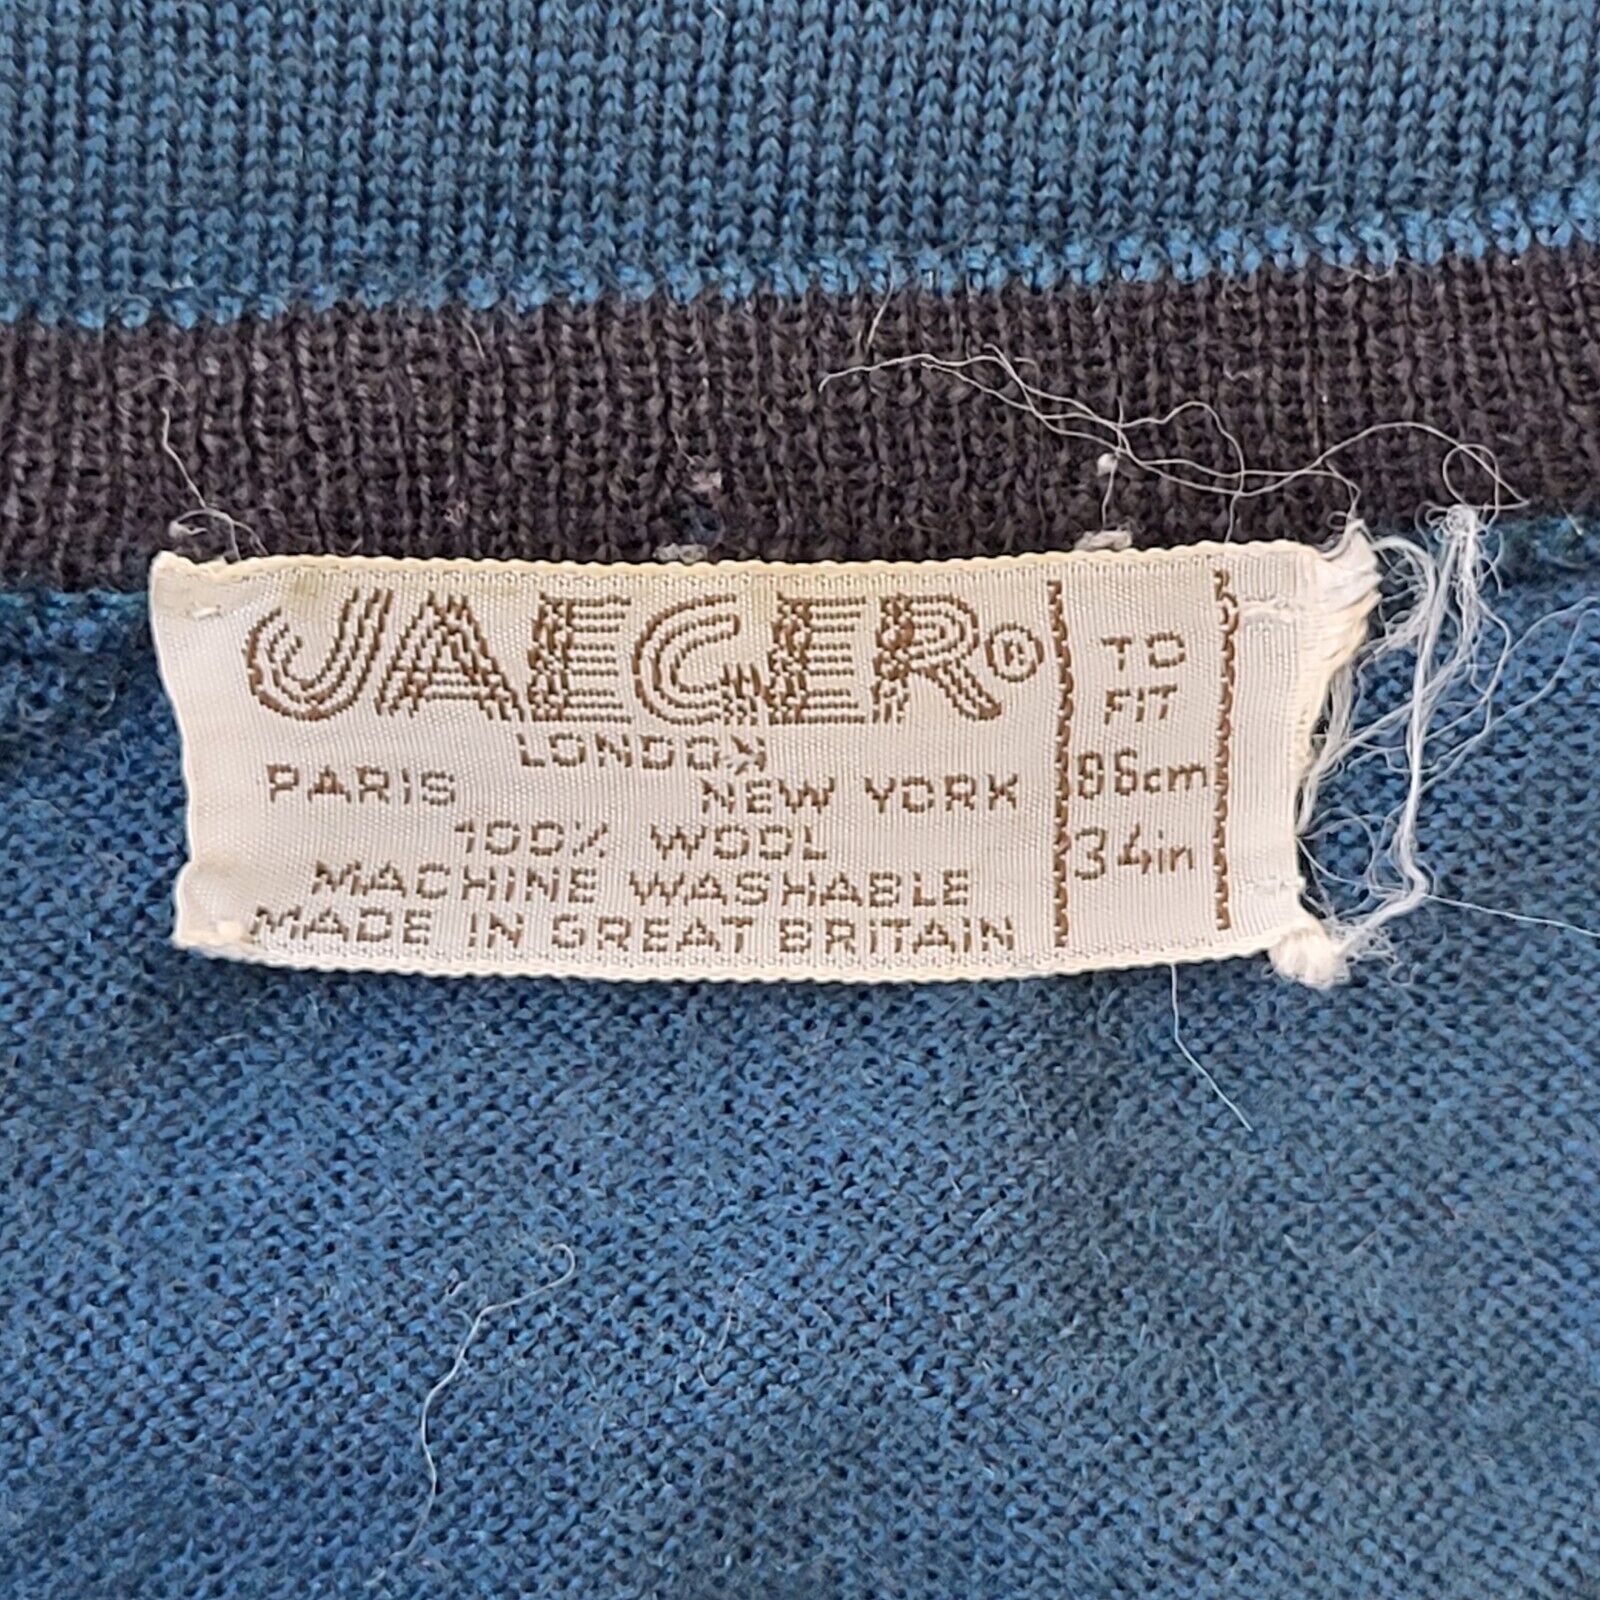 JAEGER®
LONDON
PARIS NEW YORK
100% WOOL
MACHINE WASHABLE
MADE IN GREAT BRITAIN
TO
FIT
86cm
34in